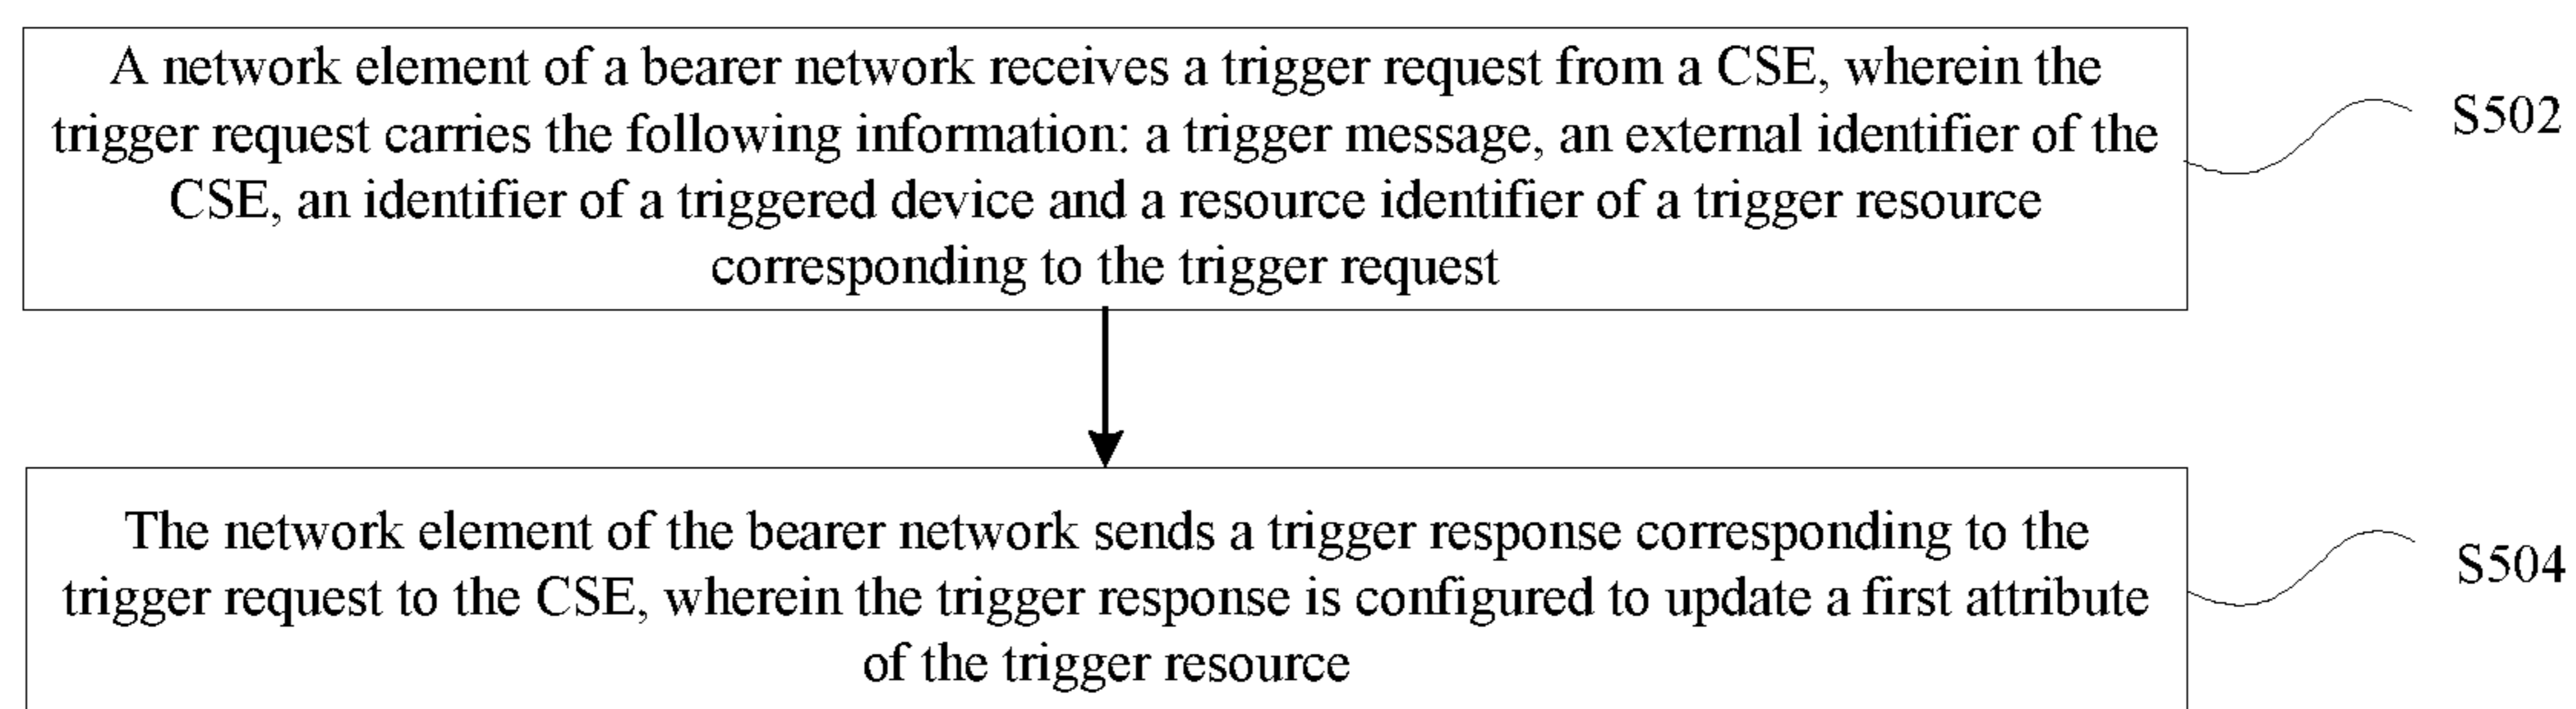 A network element of a bearer network receives a trigger request from a CSE, wherein the
trigger request carries the following information: a trigger message, an external identifier of the
CSE, an identifier of a triggered device and a resource identifier of a trigger resource
corresponding to the trigger request
S502
The network element of the bearer network sends a trigger response corresponding to the
trigger request to the CSE, wherein the trigger response is configured to update a first attribute
of the trigger resource
S504